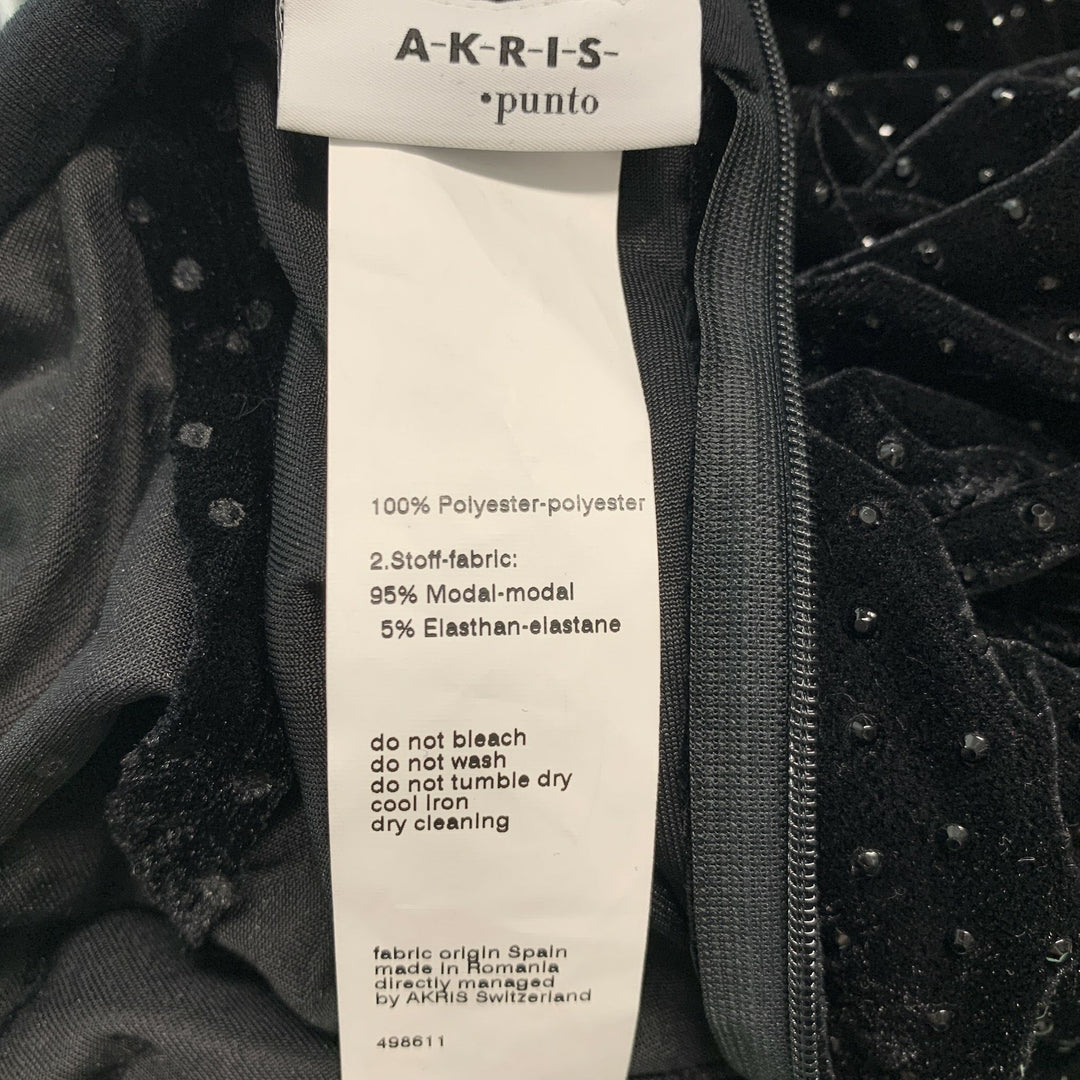 A-K-R-I-S-
•punto
100% Polyester-polyester
2.Stoff-fabric:
95% Modal-modal
5% Elasthan-elastane
do not bleach
do not wash
do not tumble dry
cool iron
dry cleaning
fabric origin Spain
made in Romania
directly managed
by AKRIS Switzerland
498611